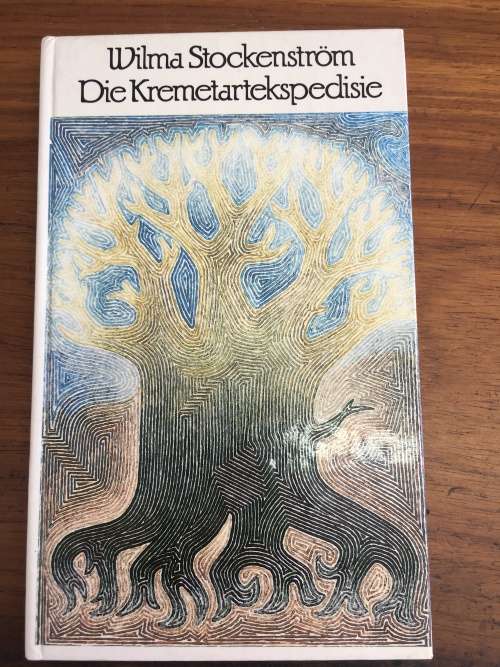 Wilma Stockenström
Die Kremetartekspedisie